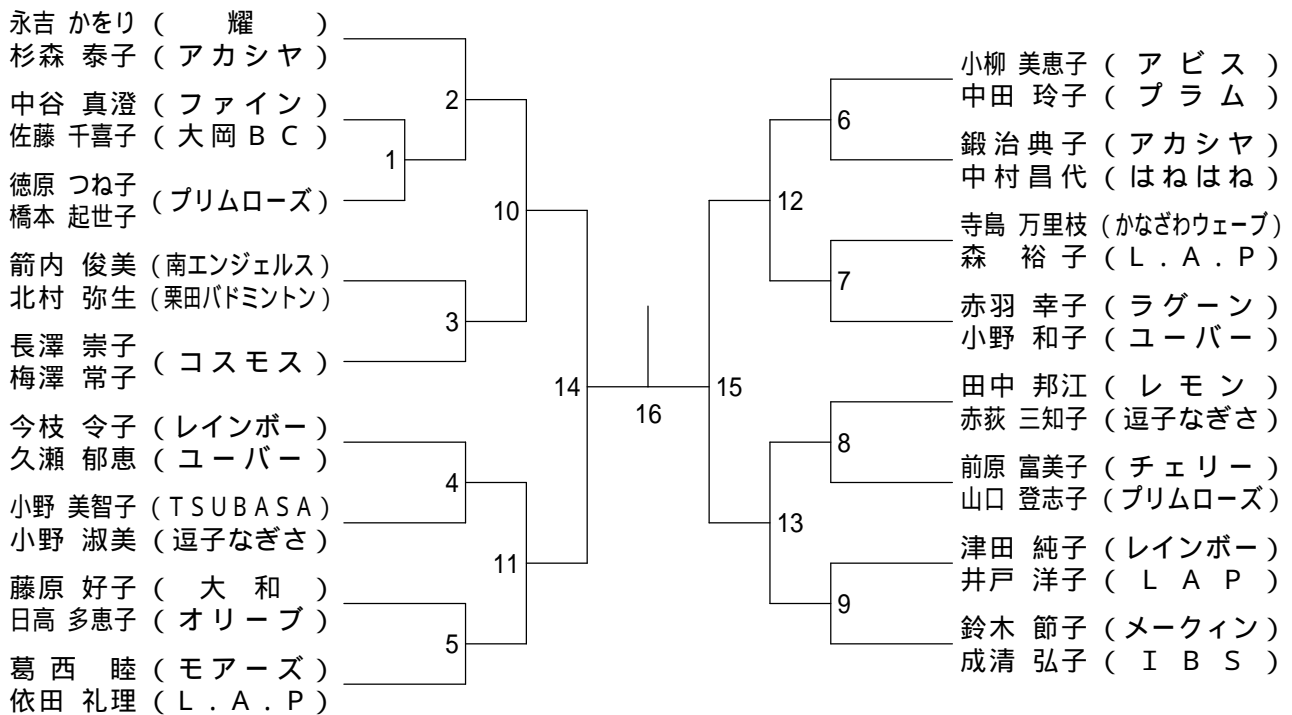 永吉 かをり ( 耀 )
杉森 泰子 ( アカシヤ )
中谷 真澄 ( ファイン )
佐藤 千喜子 ( 大岡ＢＣ )
徳原 つね子
橋本 起世子
( プリムローズ )
箭内 俊美 ( 南エンジェルス )
北村 弥生 ( 栗田バドミントン )
長澤 崇子
梅澤 常子
( コスモス )
今枝 令子 ( レインボー )
久瀬 郁恵 ( ユーバー )
小野 美智子 ( ＴＳＵＢＡＳＡ )
小野 淑美 ( 逗子なぎさ )
藤原 好子 ( 大和 )
日高 多恵子 ( オリーブ )
葛西 睦 ( モアーズ )
依田 礼理 ( Ｌ．Ａ．Ｐ )
1
2
3
4
5
10
11
14
16
15
12
13
6
7
8
9
小柳 美恵子 ( アビス )
中田 玲子 ( プラム )
鍛治典子 ( アカシヤ )
中村昌代 ( はねはね )
寺島 万里枝 ( かなざわウェーブ )
森 裕子 ( Ｌ．Ａ．Ｐ )
赤羽 幸子 ( ラグーン )
小野 和子 ( ユーバー )
田中 邦江 ( レモン )
赤荻 三知子 ( 逗子なぎさ )
前原 富美子 ( チェリー )
山口 登志子 ( プリムローズ )
津田 純子 ( レインボー )
井戸 洋子 ( ＬＡＰ )
鈴木 節子 ( メークィン )
成清 弘子 ( ＩＢＳ )